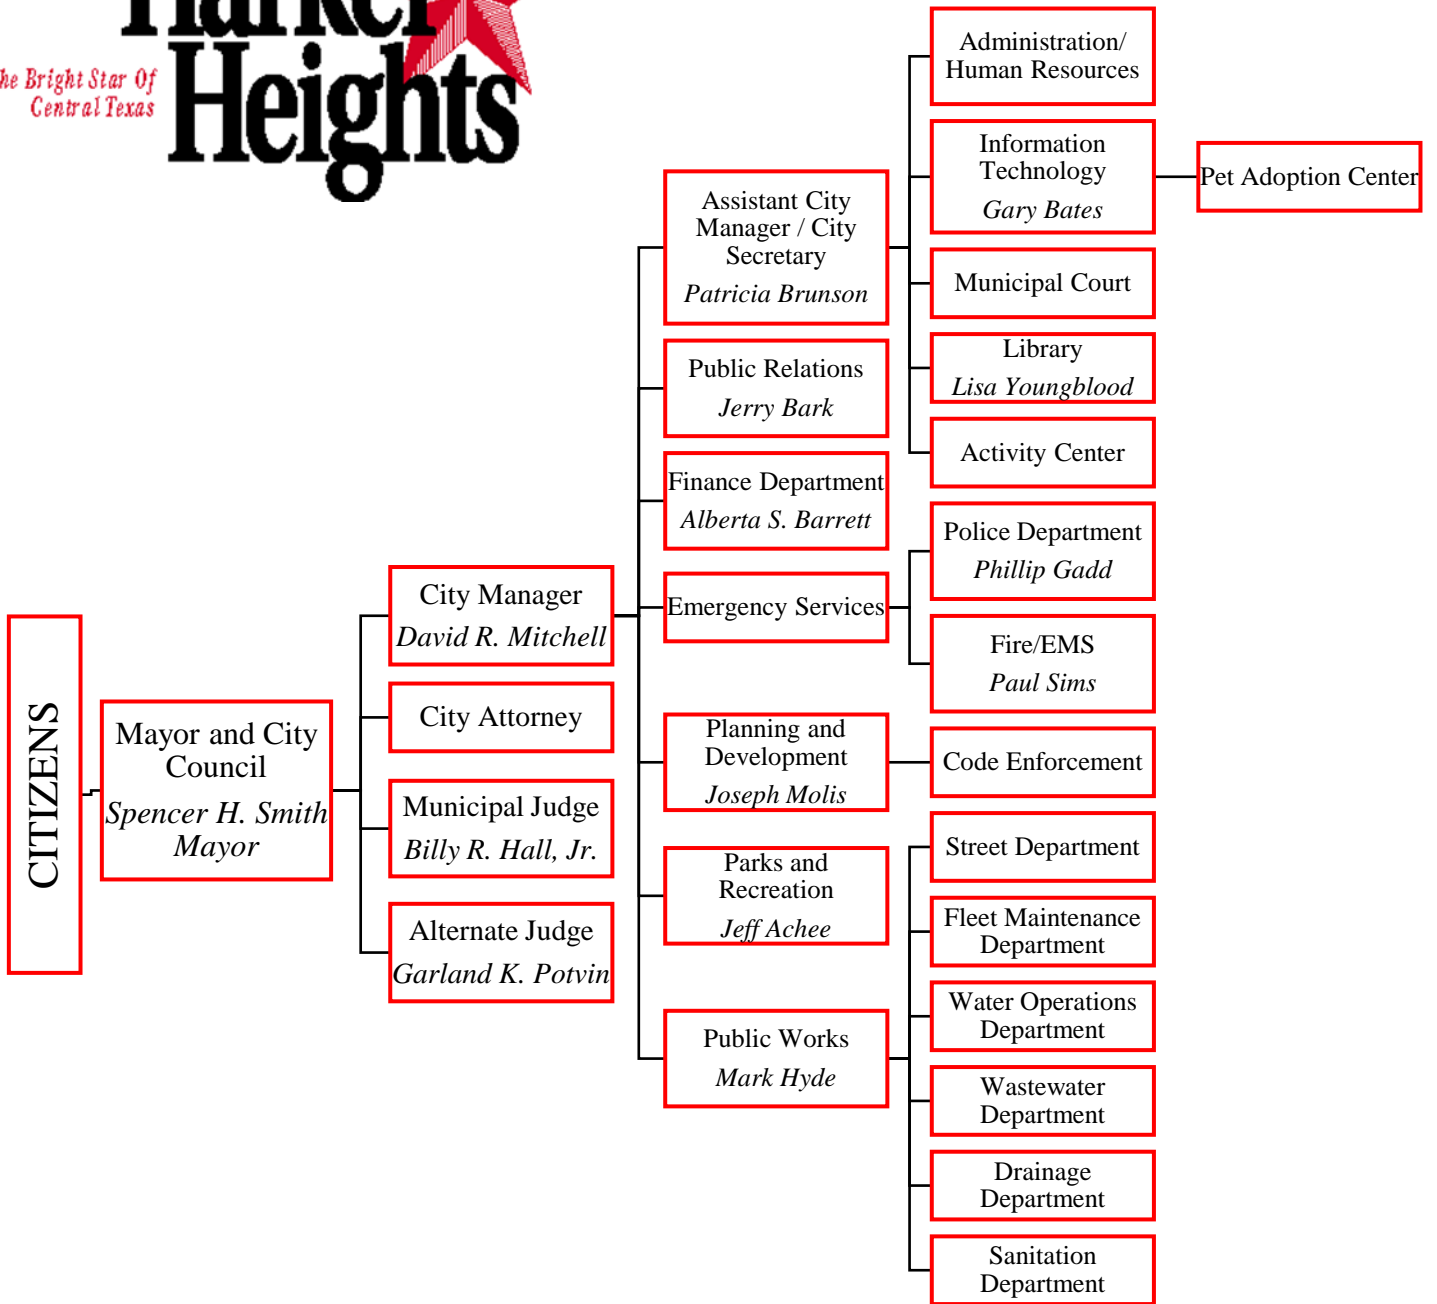 Harker
Heights
The Bright Star Of
Central Texas
CITIZENS
Mayor and City
Council
Spencer H. Smith
Mayor
City Manager
David R. Mitchell
City Attorney
Municipal Judge
Billy R. Hall, Jr.
Alternate Judge
Garland K. Potvin
Assistant City
Manager / City
Secretary
Patricia Brunson
Public Relations
Jerry Bark
Finance Department
Alberta S. Barrett
Emergency Services
Planning and
Development
Joseph Molis
Parks and
Recreation
Jeff Achee
Public Works
Mark Hyde
Administration/
Human Resources
Information
Technology
Gary Bates
Pet Adoption Center
Municipal Court
Library
Lisa Youngblood
Activity Center
Police Department
Phillip Gadd
Fire/EMS
Paul Sims
Code Enforcement
Street Department
Fleet Maintenance
Department
Water Operations
Department
Wastewater
Department
Drainage
Department
Sanitation
Department